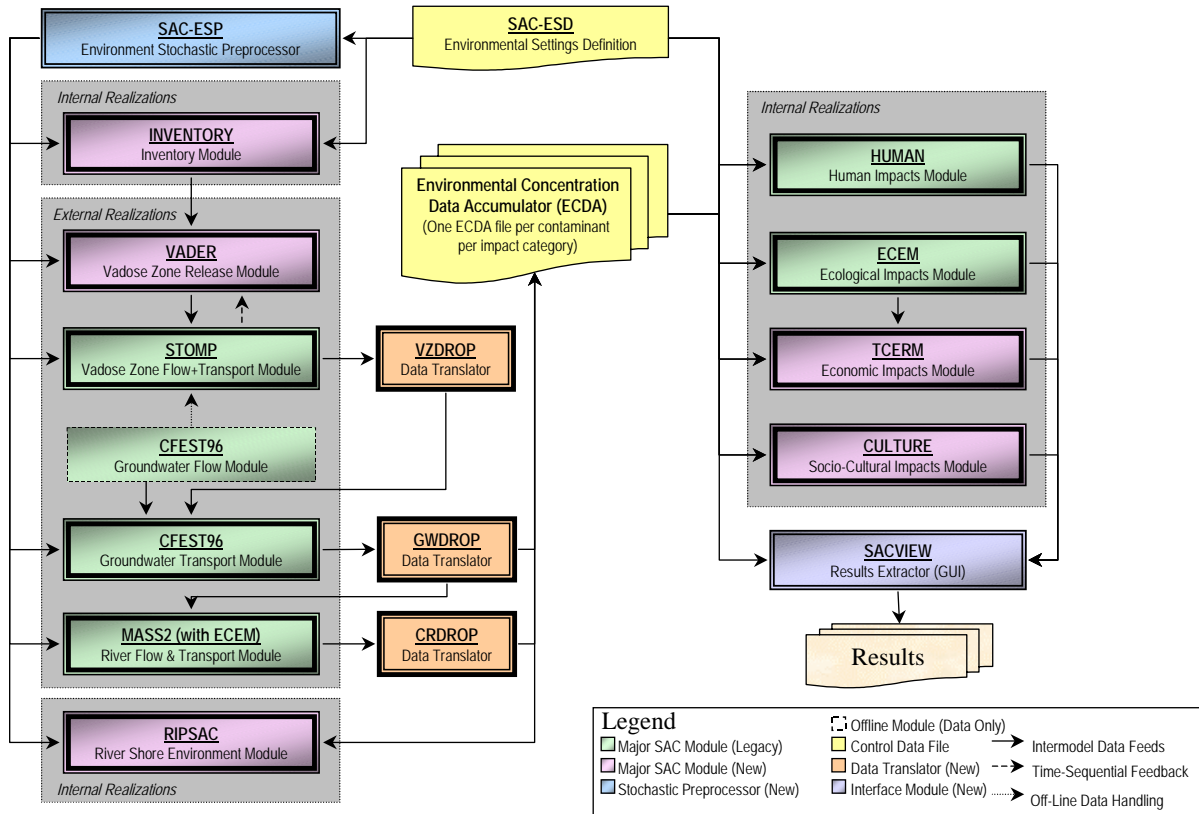 SAC-ESP
Environment Stochastic Preprocessor
SAC-ESD
Environmental Settings Definition
Internal Realizations
INVENTORY
Inventory Module
External Realizations
VADER
Vadose Zone Release Module
STOMP
Vadose Zone Flow+Transport Module
VZDROP
Data Translator
CFEST96
Groundwater Flow Module
CFEST96
Groundwater Transport Module
GWDROP
Data Translator
MASS2 (with ECEM)
River Flow & Transport Module
CRDROP
Data Translator
RIPSAC
River Shore Environment Module
Internal Realizations
Environmental Concentration
Data Accumulator (ECDA)
(One ECDA file per contaminant
per impact category)
Internal Realizations
HUMAN
Human Impacts Module
ECEM
Ecological Impacts Module
TCERM
Economic Impacts Module
CULTURE
Socio-Cultural Impacts Module
SACVIEW
Results Extractor (GUI)
Results
Legend
Major SAC Module (Legacy)
Major SAC Module (New)
Stochastic Preprocessor (New)
Offline Module (Data Only)
Control Data File
Data Translator (New)
Interface Module (New)
Intermodel Data Feeds
Time-Sequential Feedback
Off-Line Data Handling